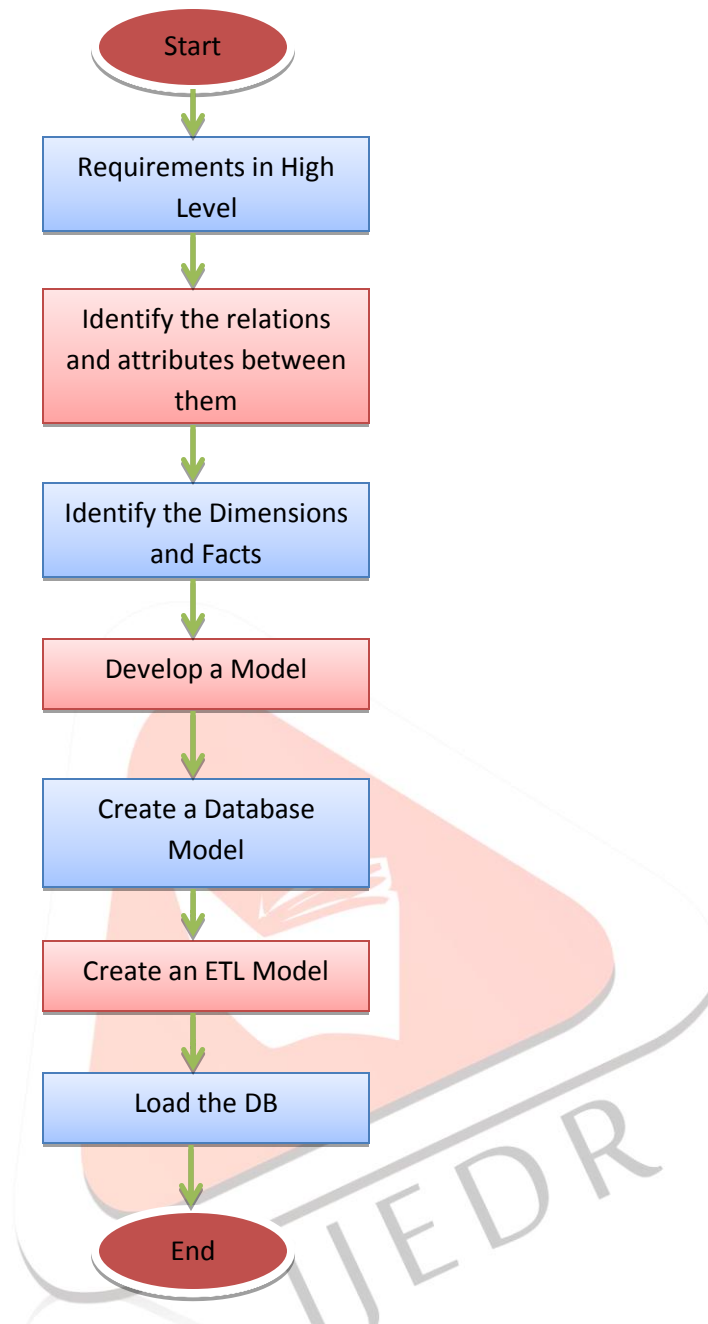 Start
Requirements in High
Level
Identify the relations
and attributes between
them
Identify the Dimensions
and Facts
Develop a Model
Create a Database
Model
Create an ETL Model
Load the DB
End
IJEDR